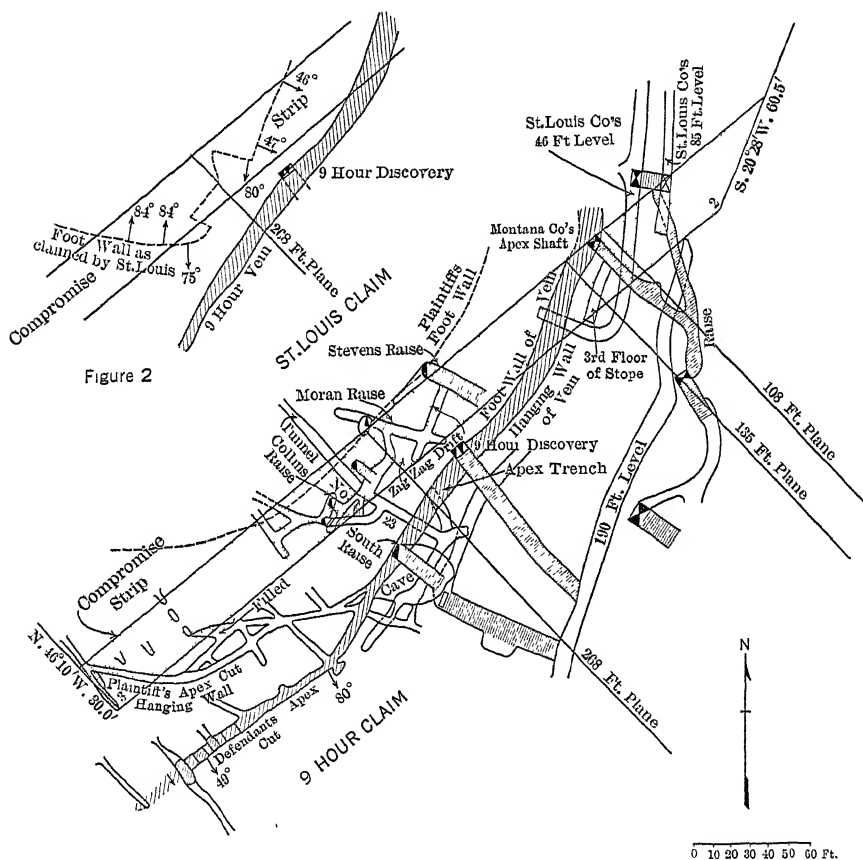 46°
Strip
47°
80°
9 Hour Discovery
84°
84°
Foot Wall as
claimed by St.Louis
75°
268 Ft. Plane
Compromise
9 Hour Vein
Figure 2
ST. LOUIS CLAIM
St.Louis Co's
46 Ft Level
St.Louis Co's
85 Ft. Level
S. 20°28' W. 60.5'
2
Montana Co's
Apex Shaft
Plaintiff's
Foot Wall
Stevens Raise
Foot-Wall of Vein
Hanging Wall
of Vein
3rd Floor
of Stope
Raise
108 Ft. Plane
135 Ft. Plane
Moran Raise
Tunnel
Collins
Raise
Zig Zag Drift
9 Hour Discovery
Apex Trench
190 Ft. Level
23
South
Raise
Compromise
Strip
Filled
Cave
N. 46°10' W. 30.0'
3
Plaintiff's Apex Cut
Hanging Wall
268 Ft. Plane
Defendants Apex
Cut
80°
49°
9 HOUR CLAIM
N
0 10 20 30 40 50 60 Ft.